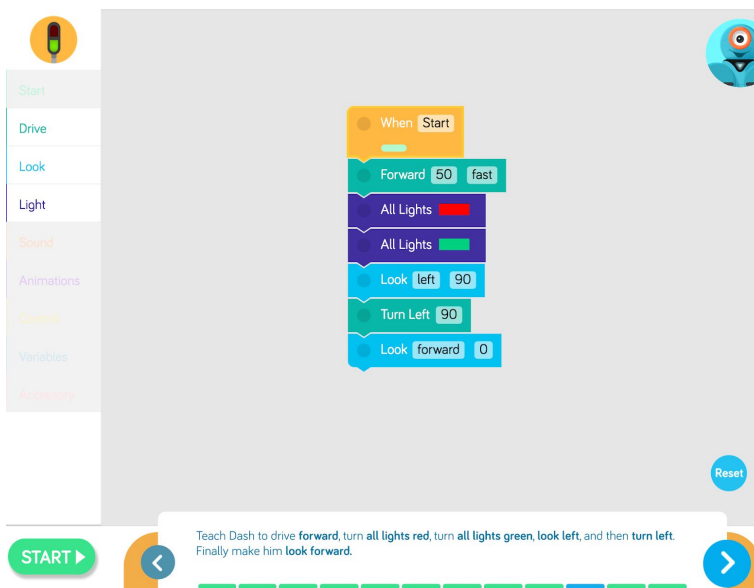 Start
Drive
Look
Light
Sound
Animations
Control
Variables
Accessory
When Start
Forward 50 fast
All Lights
All Lights
Look left 90
Turn Left 90
Look forward 0
Reset
START
Teach Dash to drive forward, turn all lights red, turn all lights green, look left, and then turn left.
Finally make him look forward.